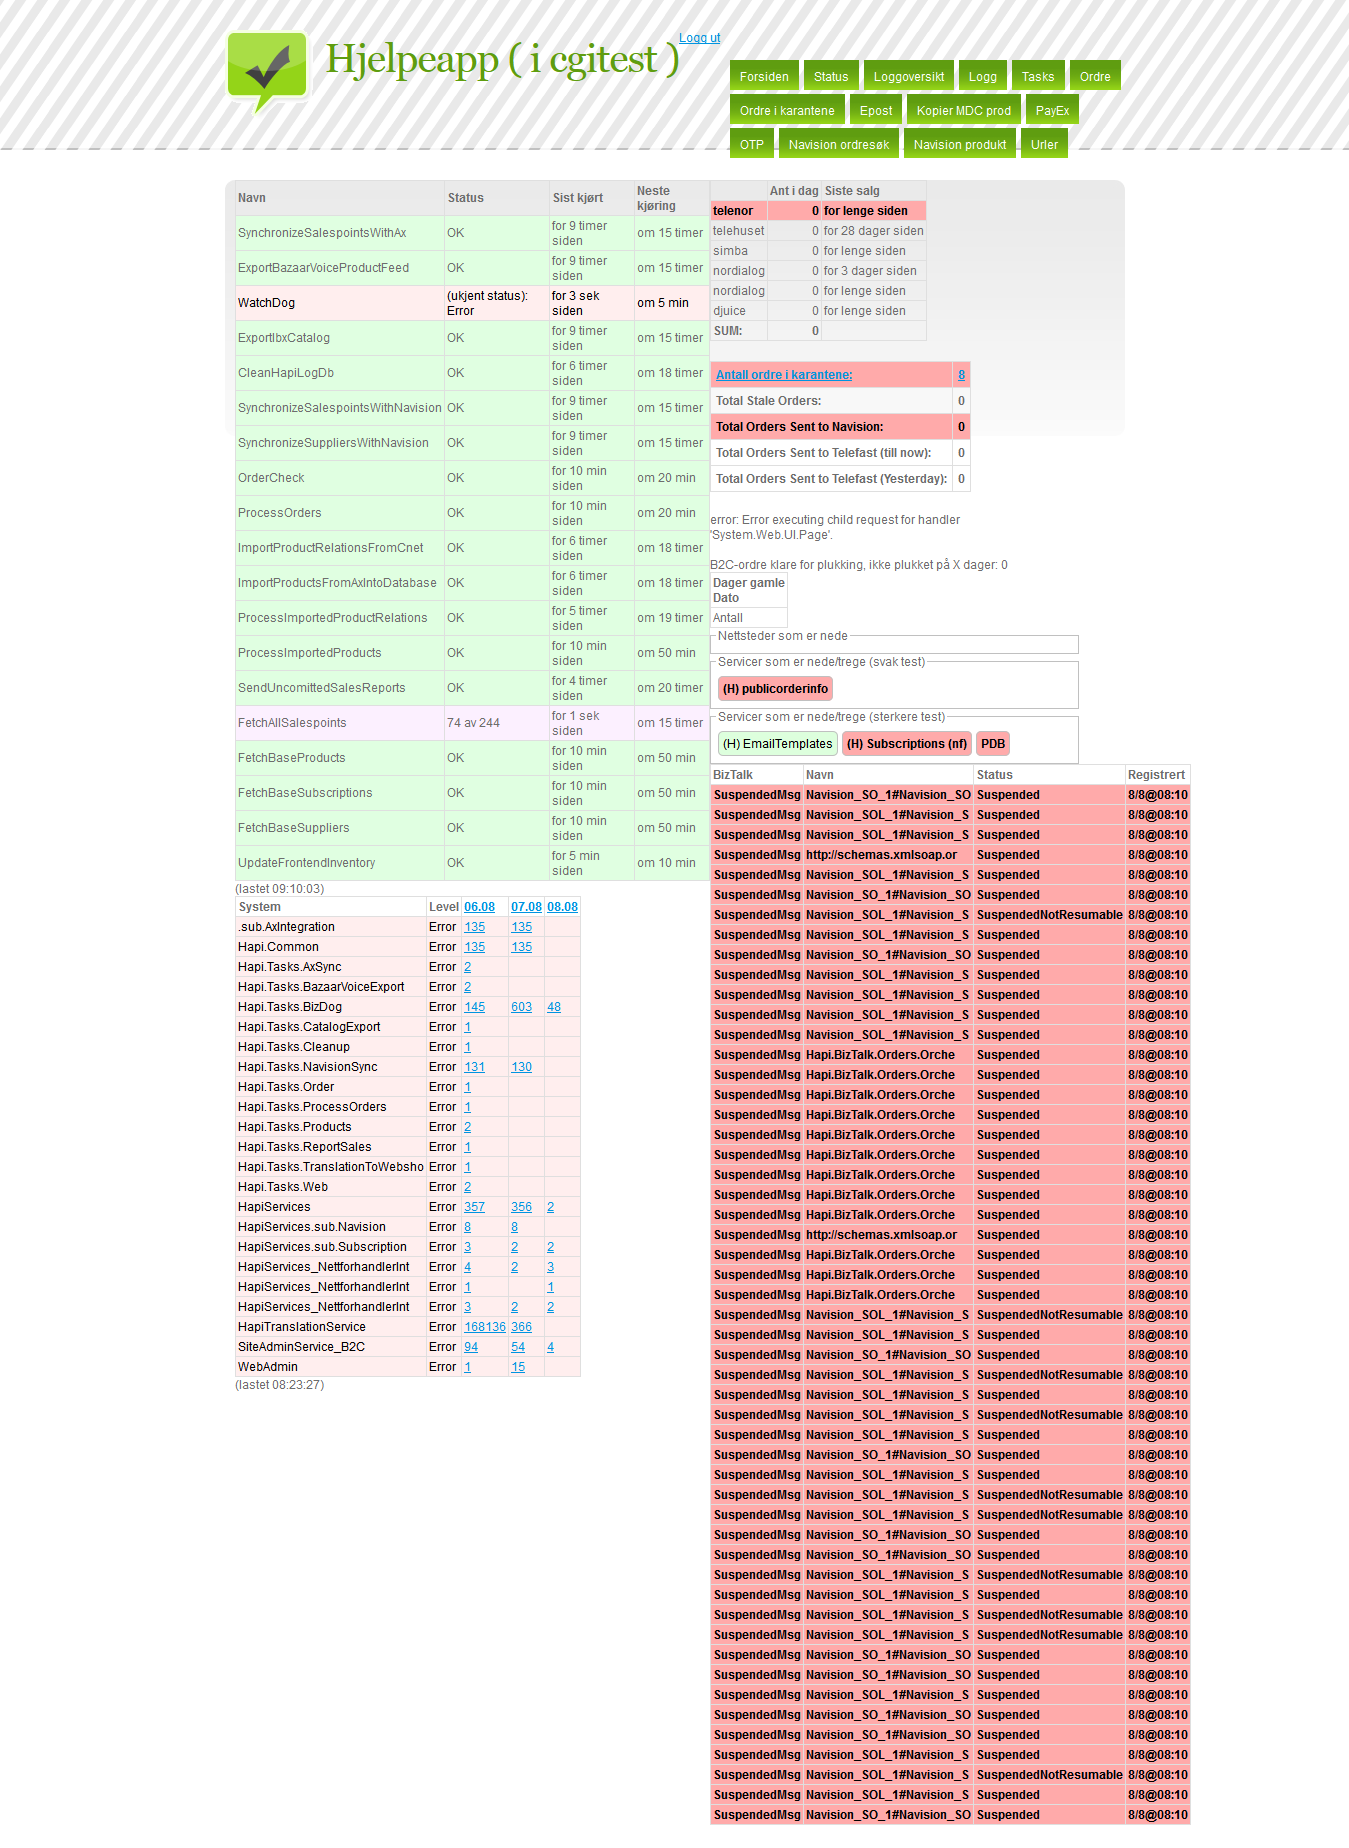 Hjelpeapp ( i cgitest )
Logg ut
Forsiden Status Loggoversikt Logg Tasks Ordre
Ordre i karantene Epost Kopier MDC prod PayEx
OTP Navision ordresøk Navision produkt Urler
Navn Status Sist kjørt Neste kjøring
SynchronizeSalespointsWithAx OK for 9 timer siden om 15 timer
ExportBazaarVoiceProductFeed OK for 9 timer siden om 15 timer
WatchDog (ukjent status): Error for 3 sek siden om 5 min
ExportIbxCatalog OK for 9 timer siden om 15 timer
CleanHapiLogDb OK for 6 timer siden om 18 timer
SynchronizeSalespointsWithNavision OK for 9 timer siden om 15 timer
SynchronizeSuppliersWithNavision OK for 9 timer siden om 15 timer
OrderCheck OK for 10 min siden om 20 min
ProcessOrders OK for 10 min siden om 20 min
ImportProductRelationsFromCnet OK for 6 timer siden om 18 timer
ImportProductsFromAxIntoDatabase OK for 6 timer siden om 18 timer
ProcessImportedProductRelations OK for 5 timer siden om 19 timer
ProcessImportedProducts OK for 10 min siden om 50 min
SendUncomittedSalesReports OK for 4 timer siden om 20 timer
FetchAllSalespoints 74 av 244 for 1 sek siden om 15 timer
FetchBaseProducts OK for 10 min siden om 50 min
FetchBaseSubscriptions OK for 10 min siden om 50 min
FetchBaseSuppliers OK for 10 min siden om 50 min
UpdateFrontendInventory OK for 5 min siden om 10 min
(lastet 09:10:03)
System Level 06.08 07.08 08.08
.sub.AxIntegration Error 135 135
Hapi.Common Error 135 135
Hapi.Tasks.AxSync Error 2
Hapi.Tasks.BazaarVoiceExport Error 2
Hapi.Tasks.BizDog Error 145 603 48
Hapi.Tasks.CatalogExport Error 1
Hapi.Tasks.Cleanup Error 1
Hapi.Tasks.NavisionSync Error 131 130
Hapi.Tasks.Order Error 1
Hapi.Tasks.ProcessOrders Error 1
Hapi.Tasks.Products Error 2
Hapi.Tasks.ReportSales Error 1
Hapi.Tasks.TranslationToWebsho Error 1
Hapi.Tasks.Web Error 2
HapiServices Error 357 356 2
HapiServices.sub.Navision Error 8 8
HapiServices.sub.Subscription Error 3 2 2
HapiServices_NettforhandlerInt Error 4 2 3
HapiServices_NettforhandlerInt Error 1 1
HapiServices_NettforhandlerInt Error 3 2 2
HapiTranslationService Error 168136 366
SiteAdminService_B2C Error 94 54 4
WebAdmin Error 1 15
(lastet 08:23:27)
Ant i dag Siste salg
telenor 0 for lenge siden
telehuset 0 for 28 dager siden
simba 0 for lenge siden
nordialog 0 for 3 dager siden
nordialog 0 for lenge siden
djuice 0 for lenge siden
SUM: 0
Antall ordre i karantene: 8
Total Stale Orders: 0
Total Orders Sent to Navision: 0
Total Orders Sent to Telefast (till now): 0
Total Orders Sent to Telefast (Yesterday): 0
error: Error executing child request for handler
'System.Web.UI.Page'.
B2C-ordre klare for plukking, ikke plukket på X dager: 0
Dager gamle
Dato
Antall
Nettsteder som er nede
Servicer som er nede/trege (svak test)
(H) publicorderinfo
Servicer som er nede/trege (sterkere test)
(H) EmailTemplates (H) Subscriptions (nf) PDB
BizTalk Navn Status Registrert
SuspendedMsg Navision_SO_1#Navision_SO Suspended 8/8@08:10
SuspendedMsg Navision_SOL_1#Navision_S Suspended 8/8@08:10
SuspendedMsg Navision_SOL_1#Navision_S Suspended 8/8@08:10
SuspendedMsg http://schemas.xmlsoap.or Suspended 8/8@08:10
SuspendedMsg Navision_SOL_1#Navision_S Suspended 8/8@08:10
SuspendedMsg Navision_SO_1#Navision_SO Suspended 8/8@08:10
SuspendedMsg Navision_SOL_1#Navision_S SuspendedNotResumable 8/8@08:10
SuspendedMsg Navision_SOL_1#Navision_S Suspended 8/8@08:10
SuspendedMsg Navision_SO_1#Navision_SO Suspended 8/8@08:10
SuspendedMsg Navision_SOL_1#Navision_S Suspended 8/8@08:10
SuspendedMsg Navision_SOL_1#Navision_S Suspended 8/8@08:10
SuspendedMsg Navision_SOL_1#Navision_S Suspended 8/8@08:10
SuspendedMsg Navision_SOL_1#Navision_S Suspended 8/8@08:10
SuspendedMsg Hapi.BizTalk.Orders.Orche Suspended 8/8@08:10
SuspendedMsg Hapi.BizTalk.Orders.Orche Suspended 8/8@08:10
SuspendedMsg Hapi.BizTalk.Orders.Orche Suspended 8/8@08:10
SuspendedMsg Hapi.BizTalk.Orders.Orche Suspended 8/8@08:10
SuspendedMsg Hapi.BizTalk.Orders.Orche Suspended 8/8@08:10
SuspendedMsg Hapi.BizTalk.Orders.Orche Suspended 8/8@08:10
SuspendedMsg Hapi.BizTalk.Orders.Orche Suspended 8/8@08:10
SuspendedMsg Hapi.BizTalk.Orders.Orche Suspended 8/8@08:10
SuspendedMsg Hapi.BizTalk.Orders.Orche Suspended 8/8@08:10
SuspendedMsg http://schemas.xmlsoap.or Suspended 8/8@08:10
SuspendedMsg Hapi.BizTalk.Orders.Orche Suspended 8/8@08:10
SuspendedMsg Hapi.BizTalk.Orders.Orche Suspended 8/8@08:10
SuspendedMsg Hapi.BizTalk.Orders.Orche Suspended 8/8@08:10
SuspendedMsg Navision_SOL_1#Navision_S SuspendedNotResumable 8/8@08:10
SuspendedMsg Navision_SOL_1#Navision_S Suspended 8/8@08:10
SuspendedMsg Navision_SO_1#Navision_SO Suspended 8/8@08:10
SuspendedMsg Navision_SOL_1#Navision_S SuspendedNotResumable 8/8@08:10
SuspendedMsg Navision_SOL_1#Navision_S Suspended 8/8@08:10
SuspendedMsg Navision_SOL_1#Navision_S SuspendedNotResumable 8/8@08:10
SuspendedMsg Navision_SOL_1#Navision_S Suspended 8/8@08:10
SuspendedMsg Navision_SO_1#Navision_SO Suspended 8/8@08:10
SuspendedMsg Navision_SOL_1#Navision_S Suspended 8/8@08:10
SuspendedMsg Navision_SOL_1#Navision_S SuspendedNotResumable 8/8@08:10
SuspendedMsg Navision_SOL_1#Navision_S SuspendedNotResumable 8/8@08:10
SuspendedMsg Navision_SO_1#Navision_SO Suspended 8/8@08:10
SuspendedMsg Navision_SO_1#Navision_SO Suspended 8/8@08:10
SuspendedMsg Navision_SOL_1#Navision_S SuspendedNotResumable 8/8@08:10
SuspendedMsg Navision_SOL_1#Navision_S Suspended 8/8@08:10
SuspendedMsg Navision_SOL_1#Navision_S SuspendedNotResumable 8/8@08:10
SuspendedMsg Navision_SOL_1#Navision_S SuspendedNotResumable 8/8@08:10
SuspendedMsg Navision_SO_1#Navision_SO Suspended 8/8@08:10
SuspendedMsg Navision_SO_1#Navision_SO Suspended 8/8@08:10
SuspendedMsg Navision_SOL_1#Navision_S Suspended 8/8@08:10
SuspendedMsg Navision_SO_1#Navision_SO Suspended 8/8@08:10
SuspendedMsg Navision_SO_1#Navision_SO Suspended 8/8@08:10
SuspendedMsg Navision_SOL_1#Navision_S Suspended 8/8@08:10
SuspendedMsg Navision_SOL_1#Navision_S SuspendedNotResumable 8/8@08:10
SuspendedMsg Navision_SOL_1#Navision_S Suspended 8/8@08:10
SuspendedMsg Navision_SO_1#Navision_SO Suspended 8/8@08:10